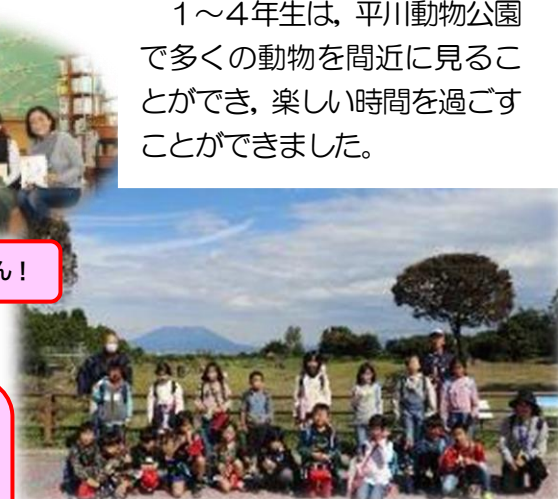 １～４年生は，平川動物公園
で多くの動物を間近に見るこ
とができ，楽しい時間を過ごす
ことができました。
ん！